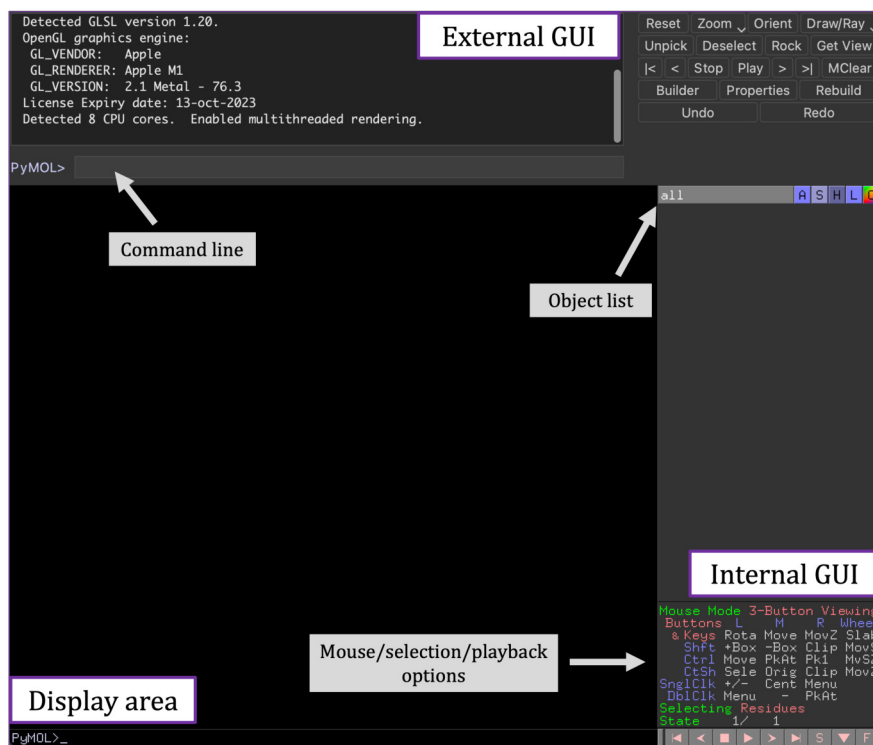 Detected GLSL version 1.20.
OpenGL graphics engine:
GL_VENDOR: Apple
GL_RENDERER: Apple M1
GL_VERSION: 2.1 Metal - 76.3
License Expiry date: 13-oct-2023
Detected 8 CPU cores. Enabled multithreaded rendering.
External GUI
Reset Zoom Orient Draw/Ray
Unpick Deselect Rock Get View
|< < Stop Play > >| MClear
Builder Properties Rebuild
Undo Redo
PyMOL>
Command line
all A S H L C
Object list
Internal GUI
Mouse Mode 3-Button Viewing
Buttons L M R Whee
& Keys Rota Move MovZ Slab
Shft +Box -Box Clip MovS
Ctrl Move PkAt Pk1 MvSZ
CtSh Sele Orig Clip MovZ
SnglClk +/- Cent Menu
DblClk Menu - PkAt
Selecting Residues
State 1/ 1
Mouse/selection/playback
options
Display area
PyMOL>_
S F